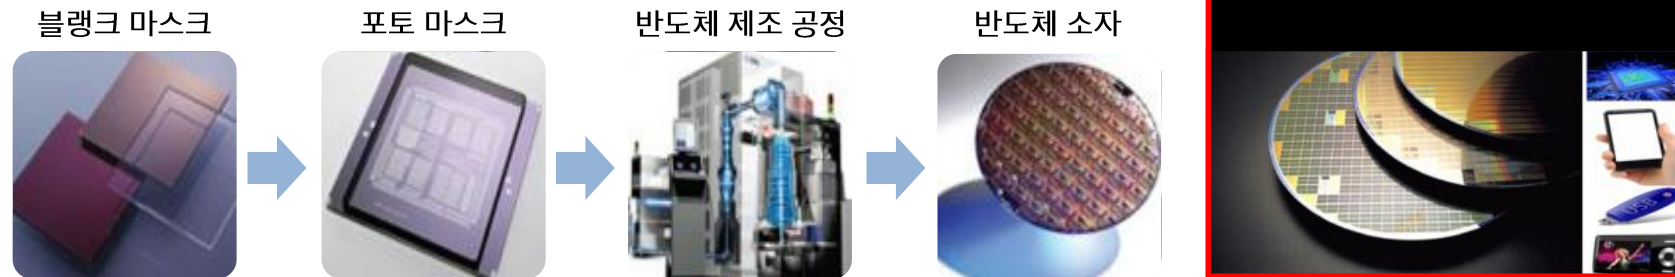 블랭크 마스크
포토 마스크
반도체 제조 공정
반도체 소자